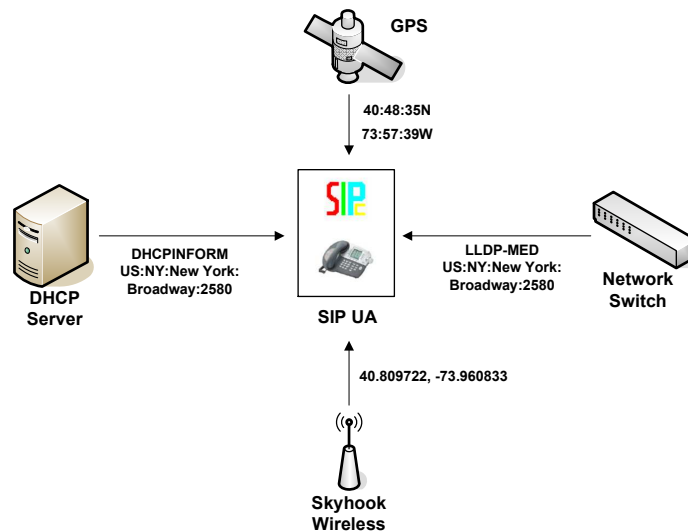 GPS
40:48:35N
73:57:39W
SIPc
DHCPINFORM
US:NY:New York:
Broadway:2580
DHCP
Server
LLDP-MED
US:NY:New York:
Broadway:2580
Network
Switch
SIP UA
40.809722, -73.960833
Skyhook
Wireless